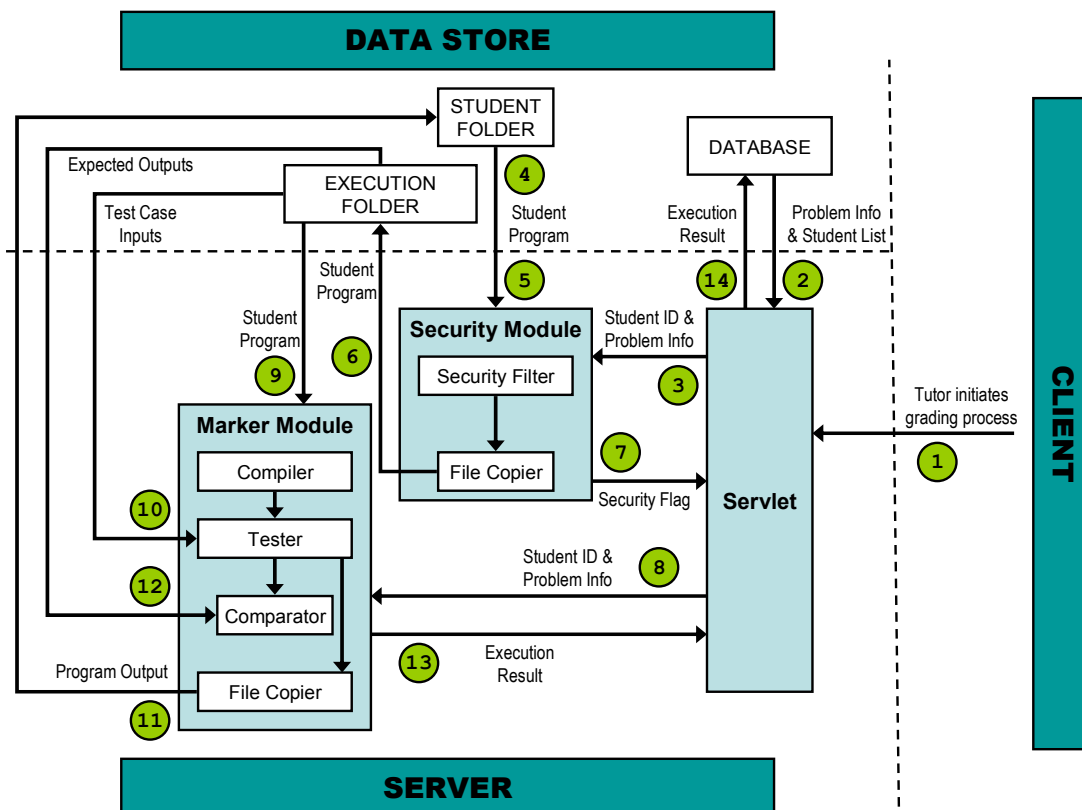 DATA STORE
STUDENT
FOLDER
DATABASE
Expected Outputs
EXECUTION
FOLDER
4
Test Case
Inputs
Student
Program
Execution
Result
Problem Info
& Student List
Student
Program
5
14
2
Student
Program
6
9
Security Module
Security Filter
File Copier
Student ID &
Problem Info
3
7
Security Flag
Servlet
Tutor initiates
grading process
1
CLIENT
Marker Module
Compiler
10
Tester
12
Comparator
Student ID &
Problem Info
8
13
Execution
Result
Program Output
File Copier
11
SERVER